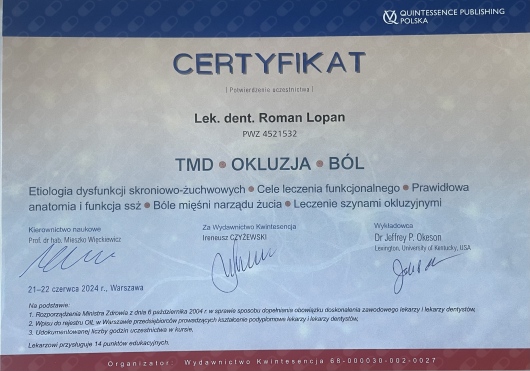 QUINTESSENCE PUBLISHING
POLSKA
CERTYFIKAT
[ Potwierdzenie uczestnictwa ]
Lek. dent. Roman Lopan
PWZ 4521532
TMD • OKLUZJA • BÓL
Etiologia dysfunkcji skroniowo-żuchwowych • Cele leczenia funkcjonalnego • Prawidłowa
anatomia i funkcja ssż • Bóle mięśni narządu żucia • Leczenie szynami okluzyjnymi
Kierownictwo naukowe
Prof. dr hab. Mieszko Więckiewicz
Za Wydawnictwo Kwintesencja
Ireneusz CZYŻEWSKI
Wykładowca
Dr Jeffrey P. Okeson
Lexington, University of Kentucky, USA
21–22 czerwca 2024 r., Warszawa
Na podstawie:
1. Rozporządzenia Ministra Zdrowia z dnia 6 października 2004 r. w sprawie sposobu dopełnienia obowiązku doskonalenia zawodowego lekarzy i lekarzy dentystów,
2. Wpisu do rejestru OIL w Warszawie przedsiębiorców prowadzących kształcenie podyplomowe lekarzy i lekarzy dentystów,
3. Udokumentowanej liczby godzin uczestnictwa w kursie,
Lekarzowi przysługuje 14 punktów edukacyjnych.
Organizator: Wydawnictwo Kwintesencja 68-000030-002-0027